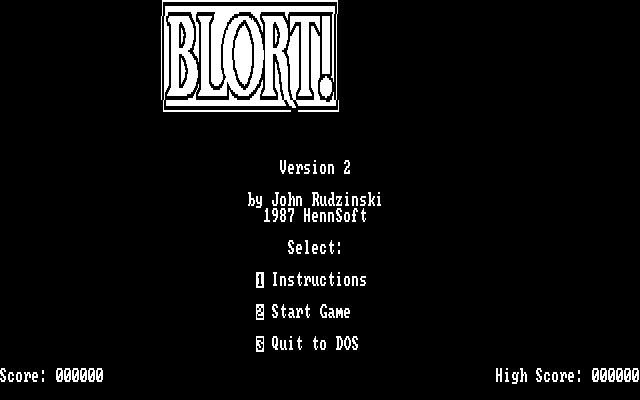 BLORT!
Version 2
by John Rudzinski
1987 HennSoft
Select:
1 Instructions
2 Start Game
3 Quit to DOS
Score: 000000 High Score: 000000